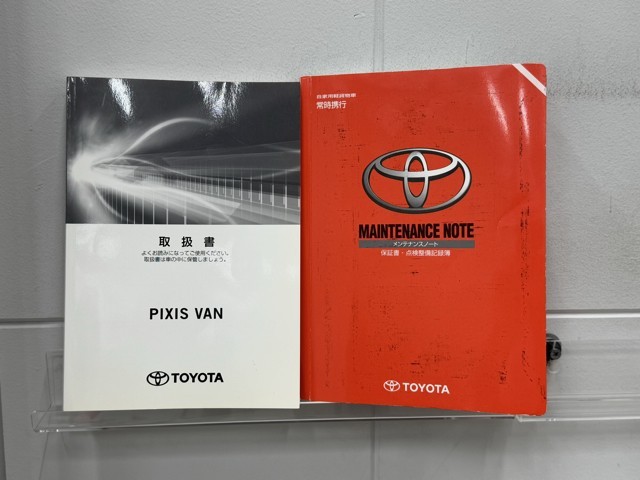 取扱書
よくお読みになってご使用ください。
取扱書は車の中に保管しましょう。
PIXIS VAN
TOYOTA
自家用軽貨物車
常時携行
MAINTENANCE NOTE
メンテナンスノート
保証書・点検整備記録簿
TOYOTA